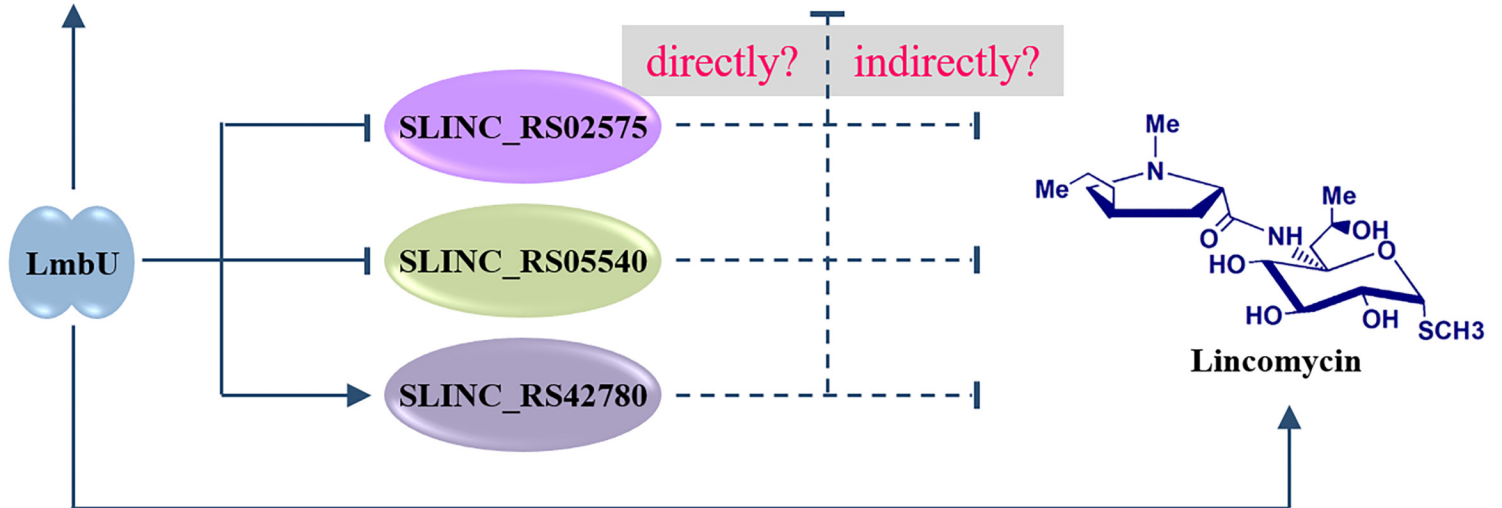 directly? indirectly?
SLINC_RS02575
LmbU
SLINC_RS05540
SLINC_RS42780
Me
N
Me
Me
O
NH
OH
O
HO
HO
OH
SCH3
Lincomycin